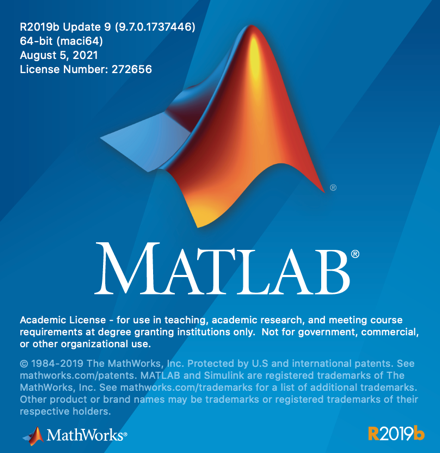 R2019b Update 9 (9.7.0.1737446)
64-bit (maci64)
August 5, 2021
License Number: 272656
®
MATLAB®
Academic License - for use in teaching, academic research, and meeting course
requirements at degree granting institutions only.  Not for government, commercial,
or other organizational use.
© 1984-2019 The MathWorks, Inc. Protected by U.S and international patents. See
mathworks.com/patents. MATLAB and Simulink are registered trademarks of The
MathWorks, Inc. See mathworks.com/trademarks for a list of additional trademarks.
Other product or brand names may be trademarks or registered trademarks of their
respective holders.
MathWorks®
R2019b